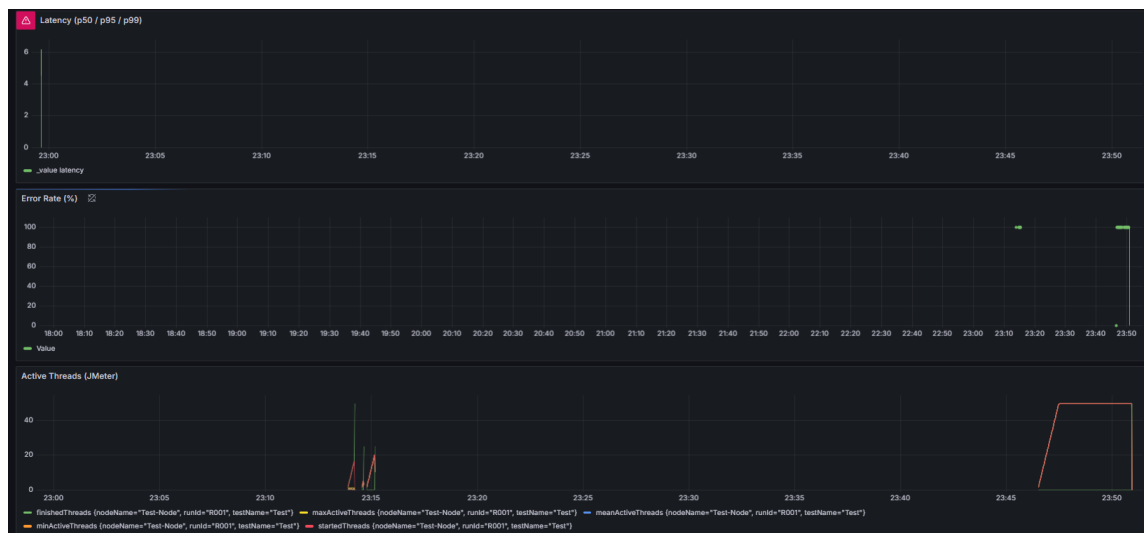 Latency (p50 / p95 / p99)
6
4
2
0
23:00 23:05 23:10 23:15 23:20 23:25 23:30 23:35 23:40 23:45 23:50
_value latency
Error Rate (%)
100
80
60
40
20
0
18:00 18:10 18:20 18:30 18:40 18:50 19:00 19:10 19:20 19:30 19:40 19:50 20:00 20:10 20:20 20:30 20:40 20:50 21:00 21:10 21:20 21:30 21:40 21:50 22:00 22:10 22:20 22:30 22:40 22:50 23:00 23:10 23:20 23:30 23:40 23:50
Value
Active Threads (JMeter)
40
20
0
23:00 23:05 23:10 23:15 23:20 23:25 23:30 23:35 23:40 23:45 23:50
finishedThreads {nodeName="Test-Node", runId="R001", testName="Test"} maxActiveThreads {nodeName="Test-Node", runId="R001", testName="Test"} meanActiveThreads {nodeName="Test-Node", runId="R001", testName="Test"}
minActiveThreads {nodeName="Test-Node", runId="R001", testName="Test"} startedThreads {nodeName="Test-Node", runId="R001", testName="Test"}